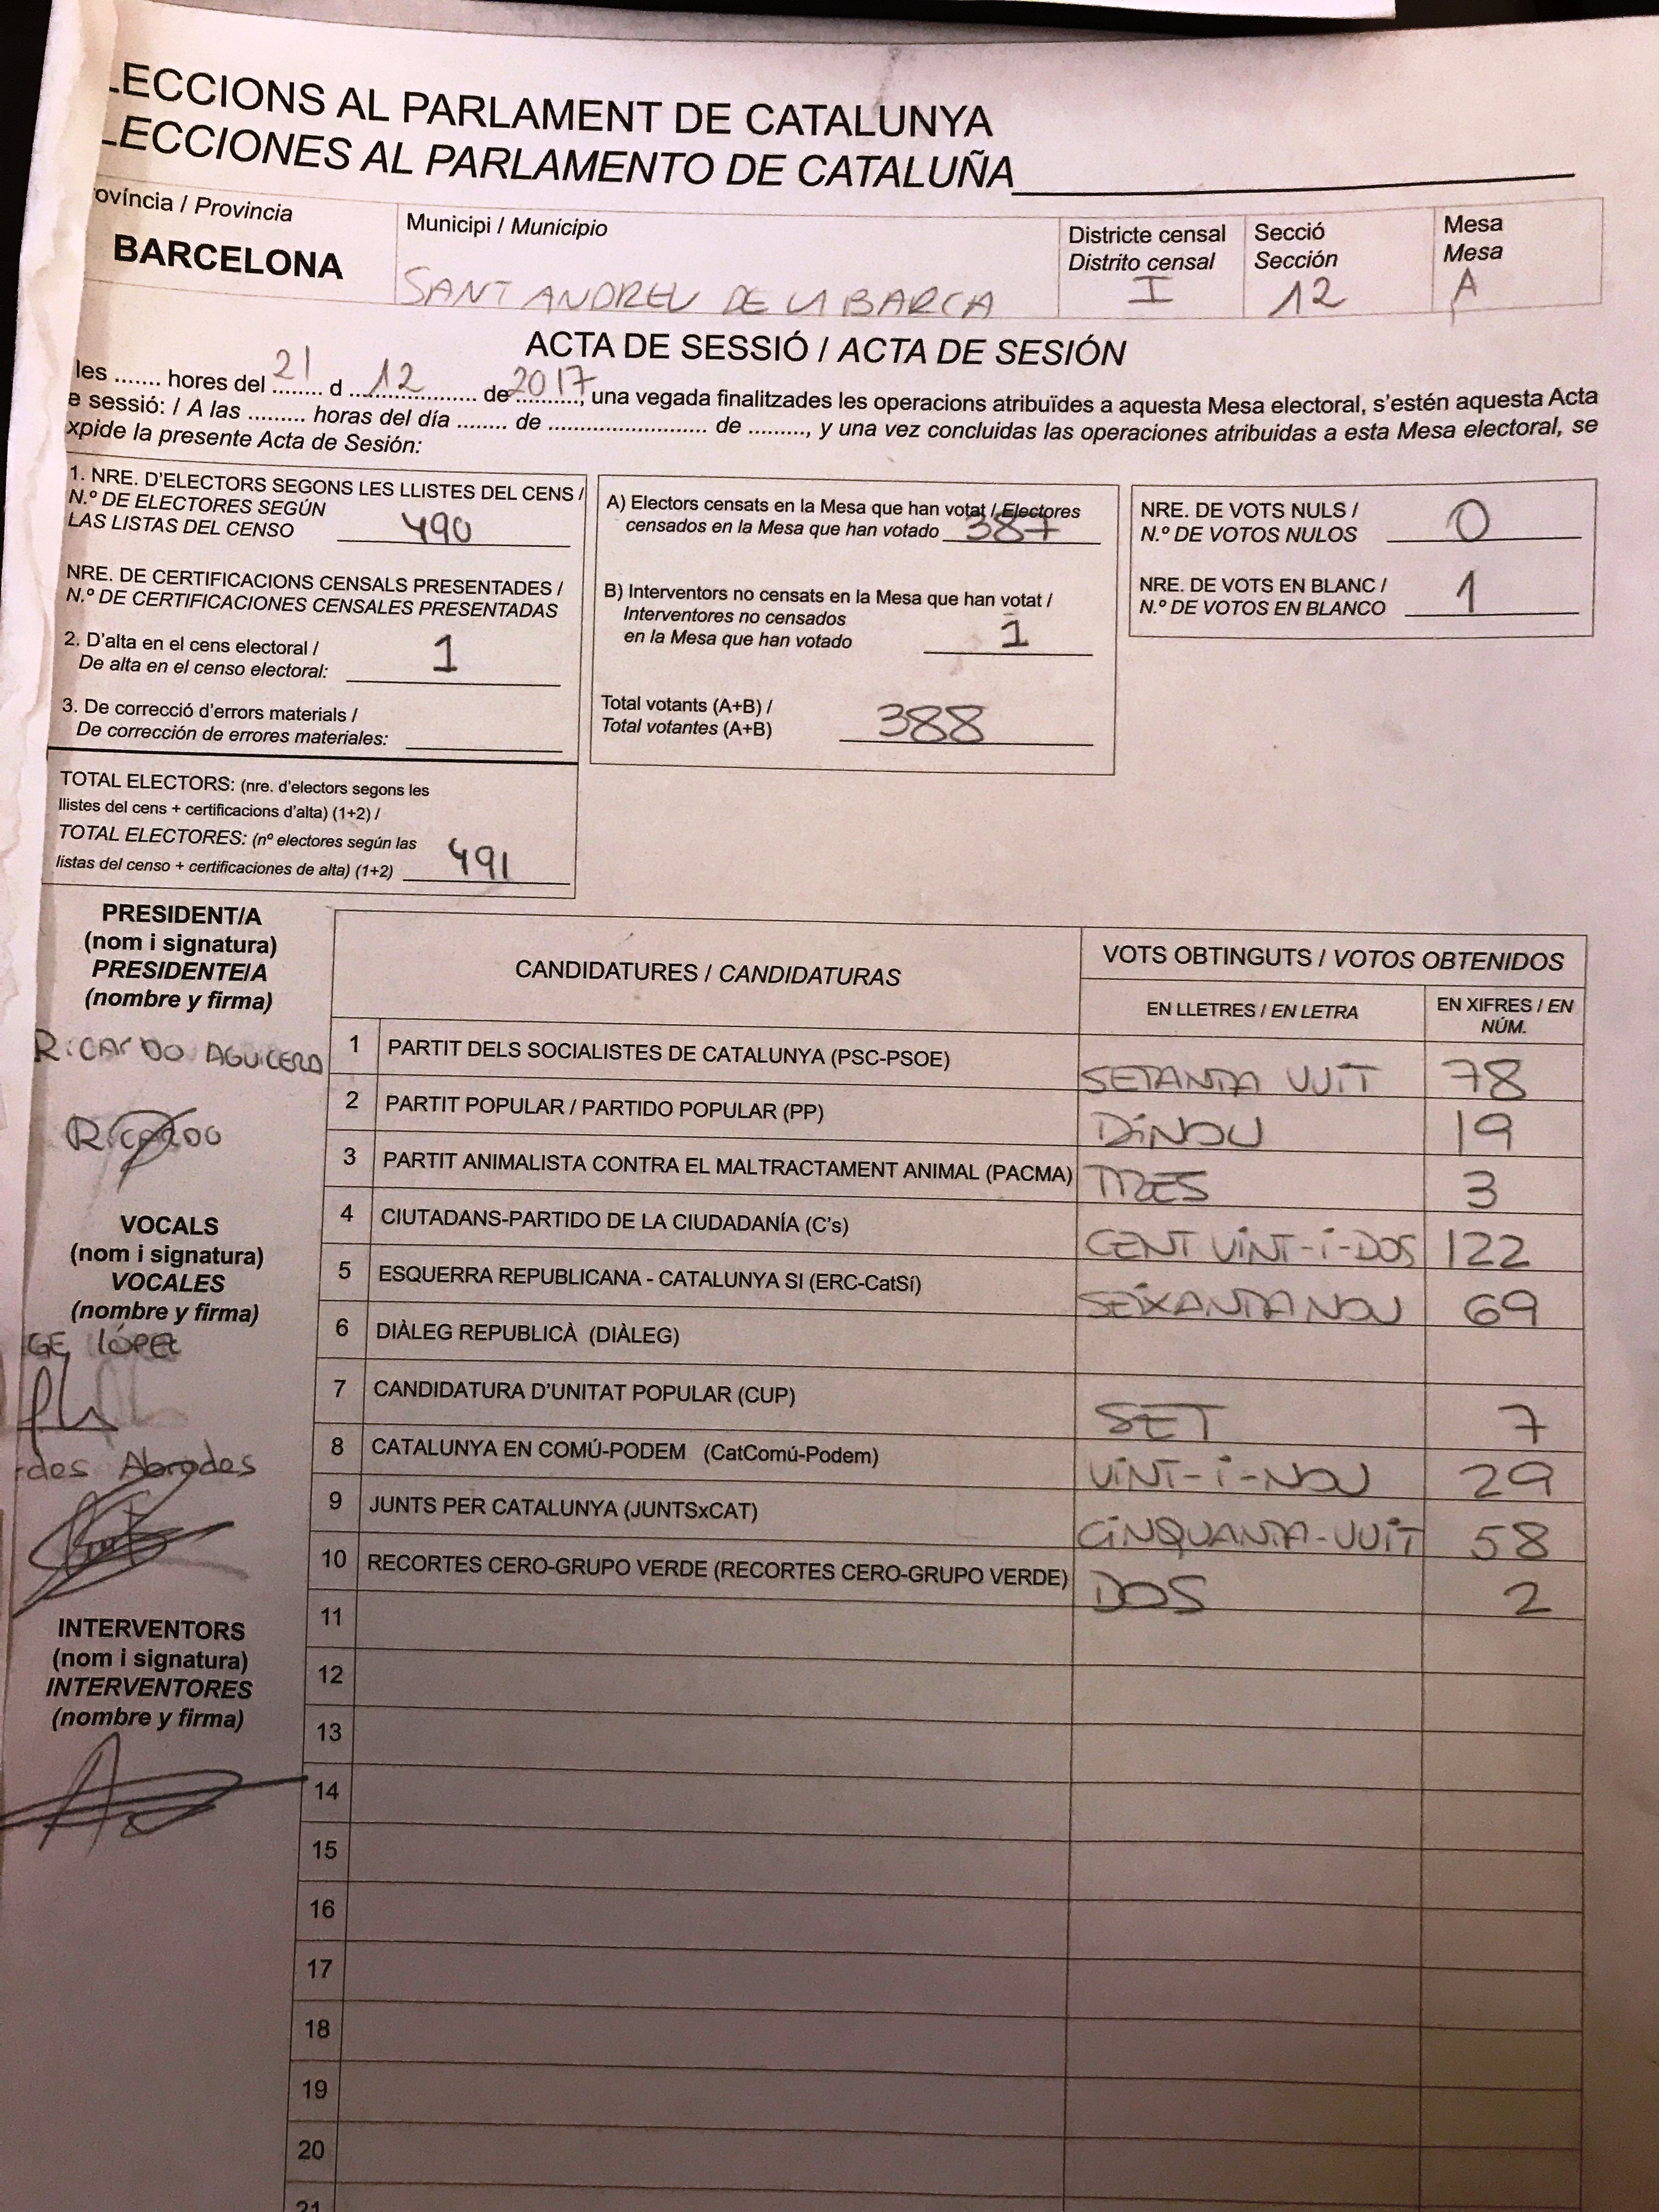 LECCIONS AL PARLAMENT DE CATALUNYA
LECCIONES AL PARLAMENTO DE CATALUÑA
ovíncia / Provincia
BARCELONA
Municipi / Municipio
SANT ANDREU DE LA BARCA
Districte censal
Distrito censal
I
Secció
Sección
12
Mesa
Mesa
A
ACTA DE SESSIÓ / ACTA DE SESIÓN
les ....... hores del 21 d 12 de 2017, una vegada finalitzades les operacions atribuïdes a aquesta Mesa electoral, s'estén aquesta Acta
e sessió: / A las ......... horas del día ........ de ........................... de ........., y una vez concluidas las operaciones atribuidas a esta Mesa electoral, se
xpide la presente Acta de Sesión:
1. NRE. D'ELECTORS SEGONS LES LLISTES DEL CENS /
N.º DE ELECTORES SEGÚN
LAS LISTAS DEL CENSO 490
NRE. DE CERTIFICACIONS CENSALS PRESENTADES /
N.º DE CERTIFICACIONES CENSALES PRESENTADAS
2. D'alta en el cens electoral /
De alta en el censo electoral: 1
3. De correcció d'errors materials /
De corrección de errores materiales:
TOTAL ELECTORS: (nre. d'electors segons les
llistes del cens + certificacions d'alta) (1+2) /
TOTAL ELECTORES: (nº electores según las
listas del censo + certificaciones de alta) (1+2) 491
A) Electors censats en la Mesa que han votat / Electores
censados en la Mesa que han votado 387
B) Interventors no censats en la Mesa que han votat /
Interventores no censados
en la Mesa que han votado 1
Total votants (A+B) /
Total votantes (A+B) 388
NRE. DE VOTS NULS /
N.º DE VOTOS NULOS 0
NRE. DE VOTS EN BLANC /
N.º DE VOTOS EN BLANCO 1
PRESIDENT/A
(nom i signatura)
PRESIDENTE/A
(nombre y firma)
RICARDO AGUILERA
RICARDO
VOCALS
(nom i signatura)
VOCALES
(nombre y firma)
GE LÓPEZ
des Abrodes
INTERVENTORS
(nom i signatura)
INTERVENTORES
(nombre y firma)
CANDIDATURES / CANDIDATURAS
VOTS OBTINGUTS / VOTOS OBTENIDOS
EN LLETRES / EN LETRA
EN XIFRES / EN
NÚM.
1 PARTIT DELS SOCIALISTES DE CATALUNYA (PSC-PSOE) SETANTA VUIT 78
2 PARTIT POPULAR / PARTIDO POPULAR (PP) DINOU 19
3 PARTIT ANIMALISTA CONTRA EL MALTRACTAMENT ANIMAL (PACMA) TRES 3
4 CIUTADANS-PARTIDO DE LA CIUDADANÍA (C's) CENT VINT-I-DOS 122
5 ESQUERRA REPUBLICANA - CATALUNYA SI (ERC-CatSí) SEIXANTA NOU 69
6 DIÀLEG REPUBLICÀ (DIÀLEG)
7 CANDIDATURA D'UNITAT POPULAR (CUP) SET 7
8 CATALUNYA EN COMÚ-PODEM (CatComú-Podem) VINT-I-NOU 29
9 JUNTS PER CATALUNYA (JUNTSxCAT) CINQUANTA-VUIT 58
10 RECORTES CERO-GRUPO VERDE (RECORTES CERO-GRUPO VERDE) DOS 2
11
12
13
14
15
16
17
18
19
20
21